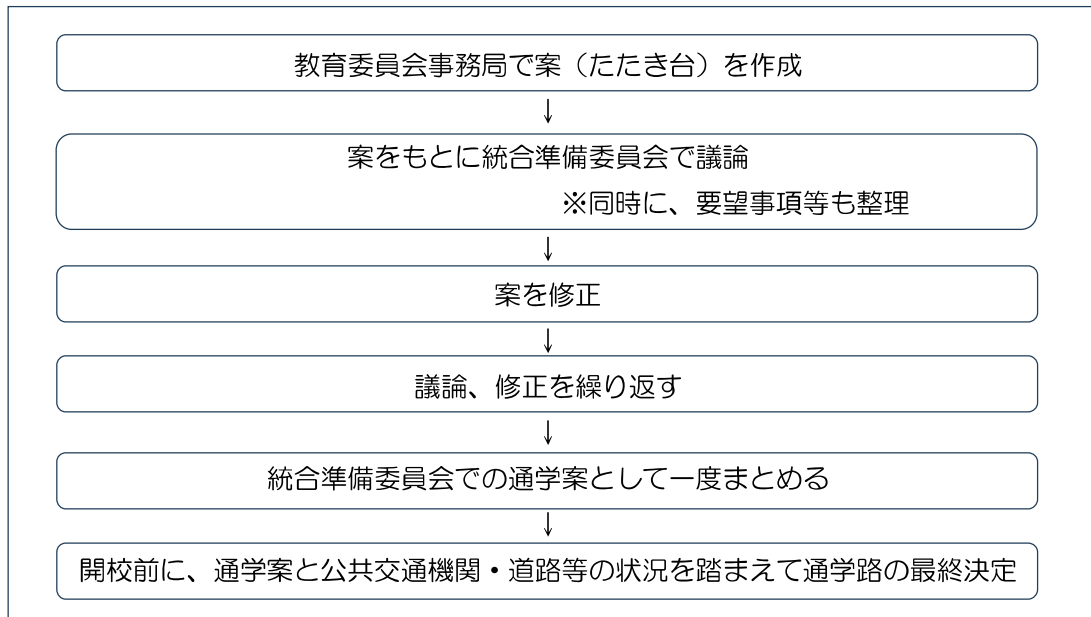 教育委員会事務局で案（たたき台）を作成
↓
案をもとに統合準備委員会で議論
※同時に、要望事項等も整理
↓
案を修正
↓
議論、修正を繰り返す
↓
統合準備委員会での通学案として一度まとめる
↓
開校前に、通学案と公共交通機関・道路等の状況を踏まえて通学路の最終決定